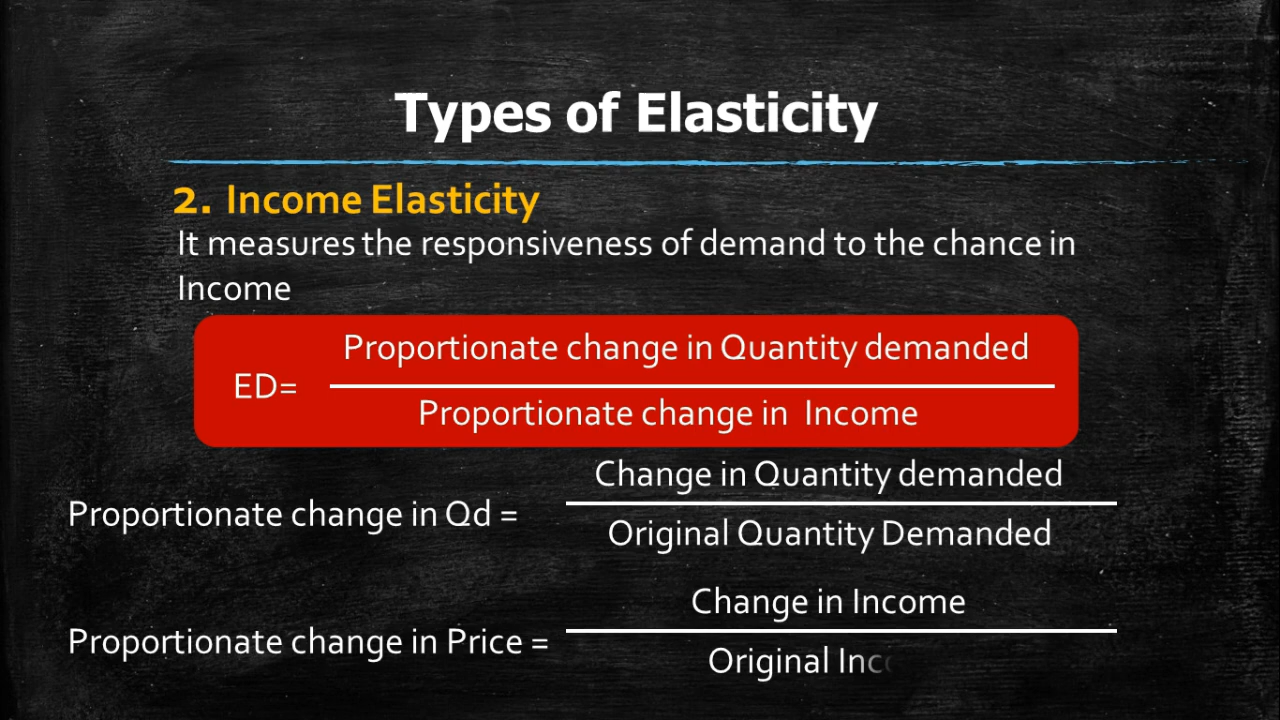 Types of Elasticity
2. Income Elasticity
It measures the responsiveness of demand to the chance in
Income
Proportionate change in Quantity demanded
ED=
Proportionate change in Income
Change in Quantity demanded
Proportionate change in Qd =
Original Quantity Demanded
Change in Income
Proportionate change in Price =
Original